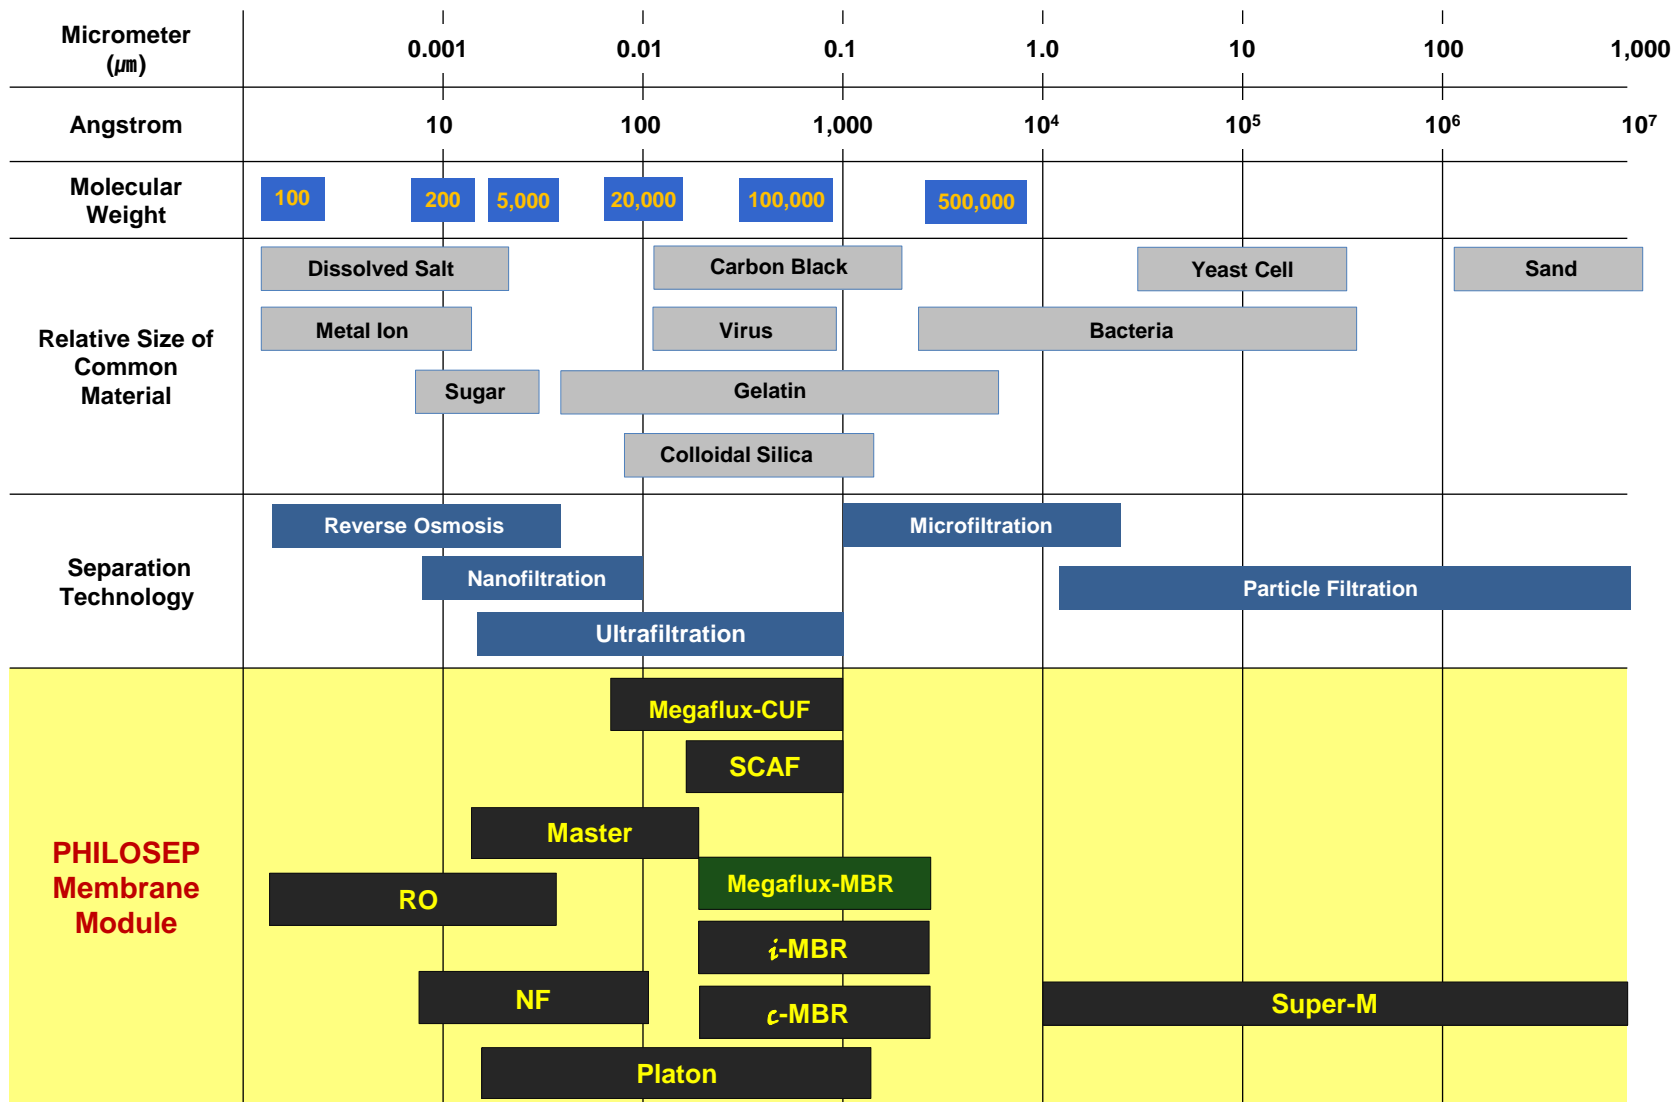 Micrometer
(㎛)
0.001
0.01
0.1
1.0
10
100
1,000
Angstrom
10
100
1,000
10⁴
10⁵
10⁶
10⁷
Molecular
Weight
100
200
5,000
20,000
100,000
500,000
Relative Size of
Common
Material
Dissolved Salt
Carbon Black
Yeast Cell
Sand
Metal Ion
Virus
Bacteria
Sugar
Gelatin
Colloidal Silica
Separation
Technology
Reverse Osmosis
Microfiltration
Nanofiltration
Particle Filtration
Ultrafiltration
PHILOSEP
Membrane
Module
Megaflux-CUF
SCAF
Master
Megaflux-MBR
RO
i-MBR
NF
c-MBR
Super-M
Platon